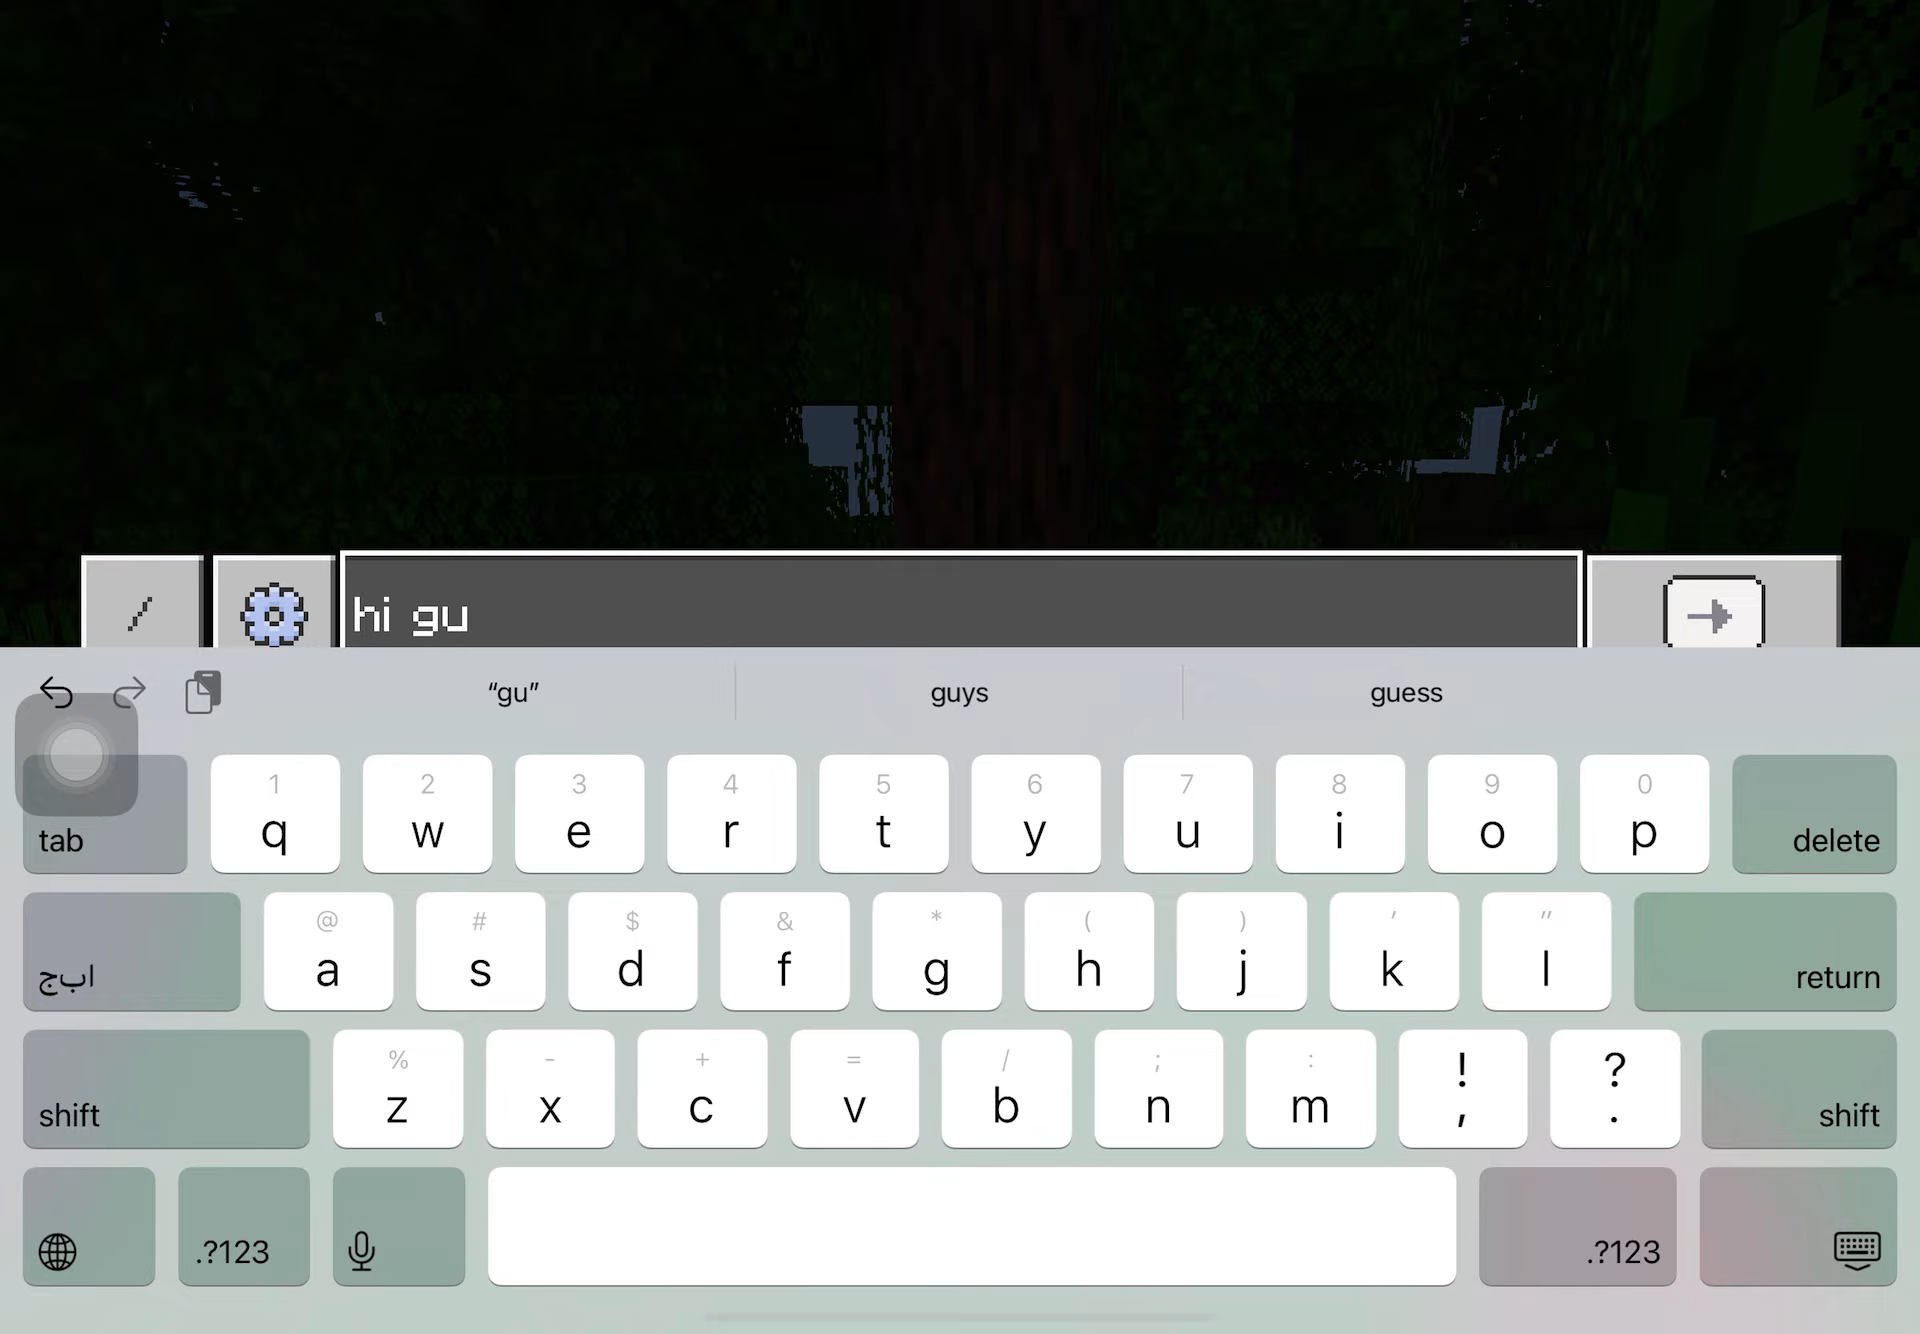 / hi gu
“gu” guys guess
1 2 3 4 5 6 7 8 9 0
tab q w e r t y u i o p delete
@ # $ & * ( ) ' "
ابج a s d f g h j k l return
% - + = / ; : ! ?
shift z x c v b n m , . shift
.?123 .?123